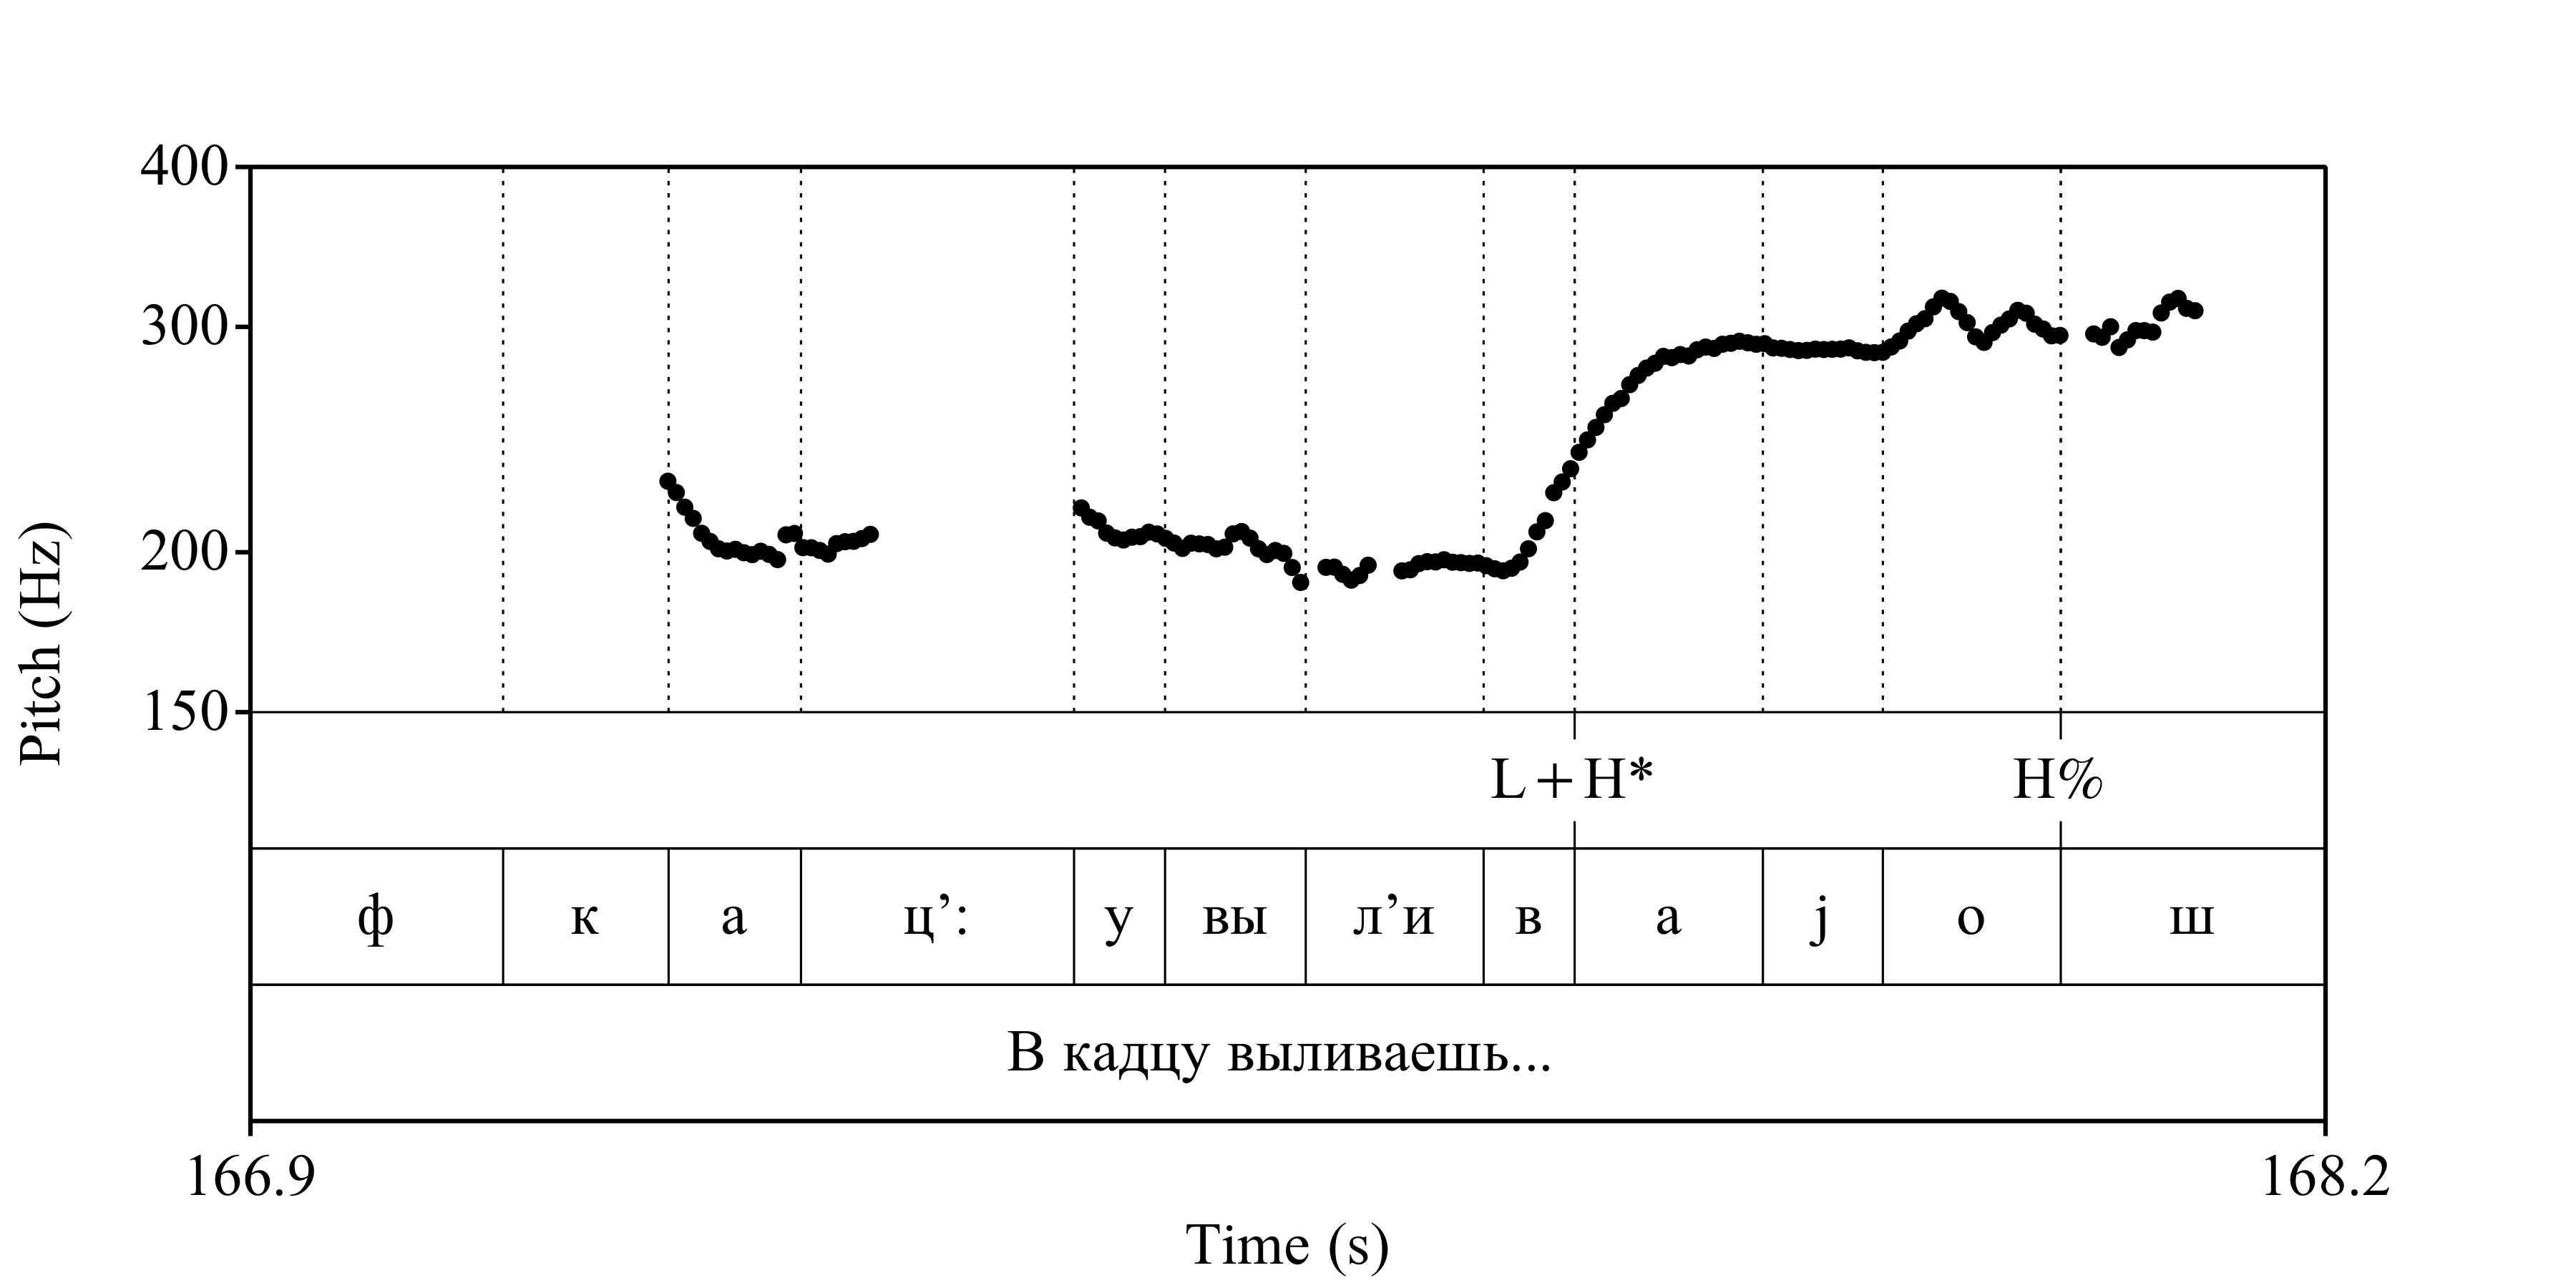 400
300
200
150
Pitch (Hz)
L+H* H%
ф к а ц’: у вы л’и в а j о ш
В кадцу выливаешь...
166.9 168.2
Time (s)